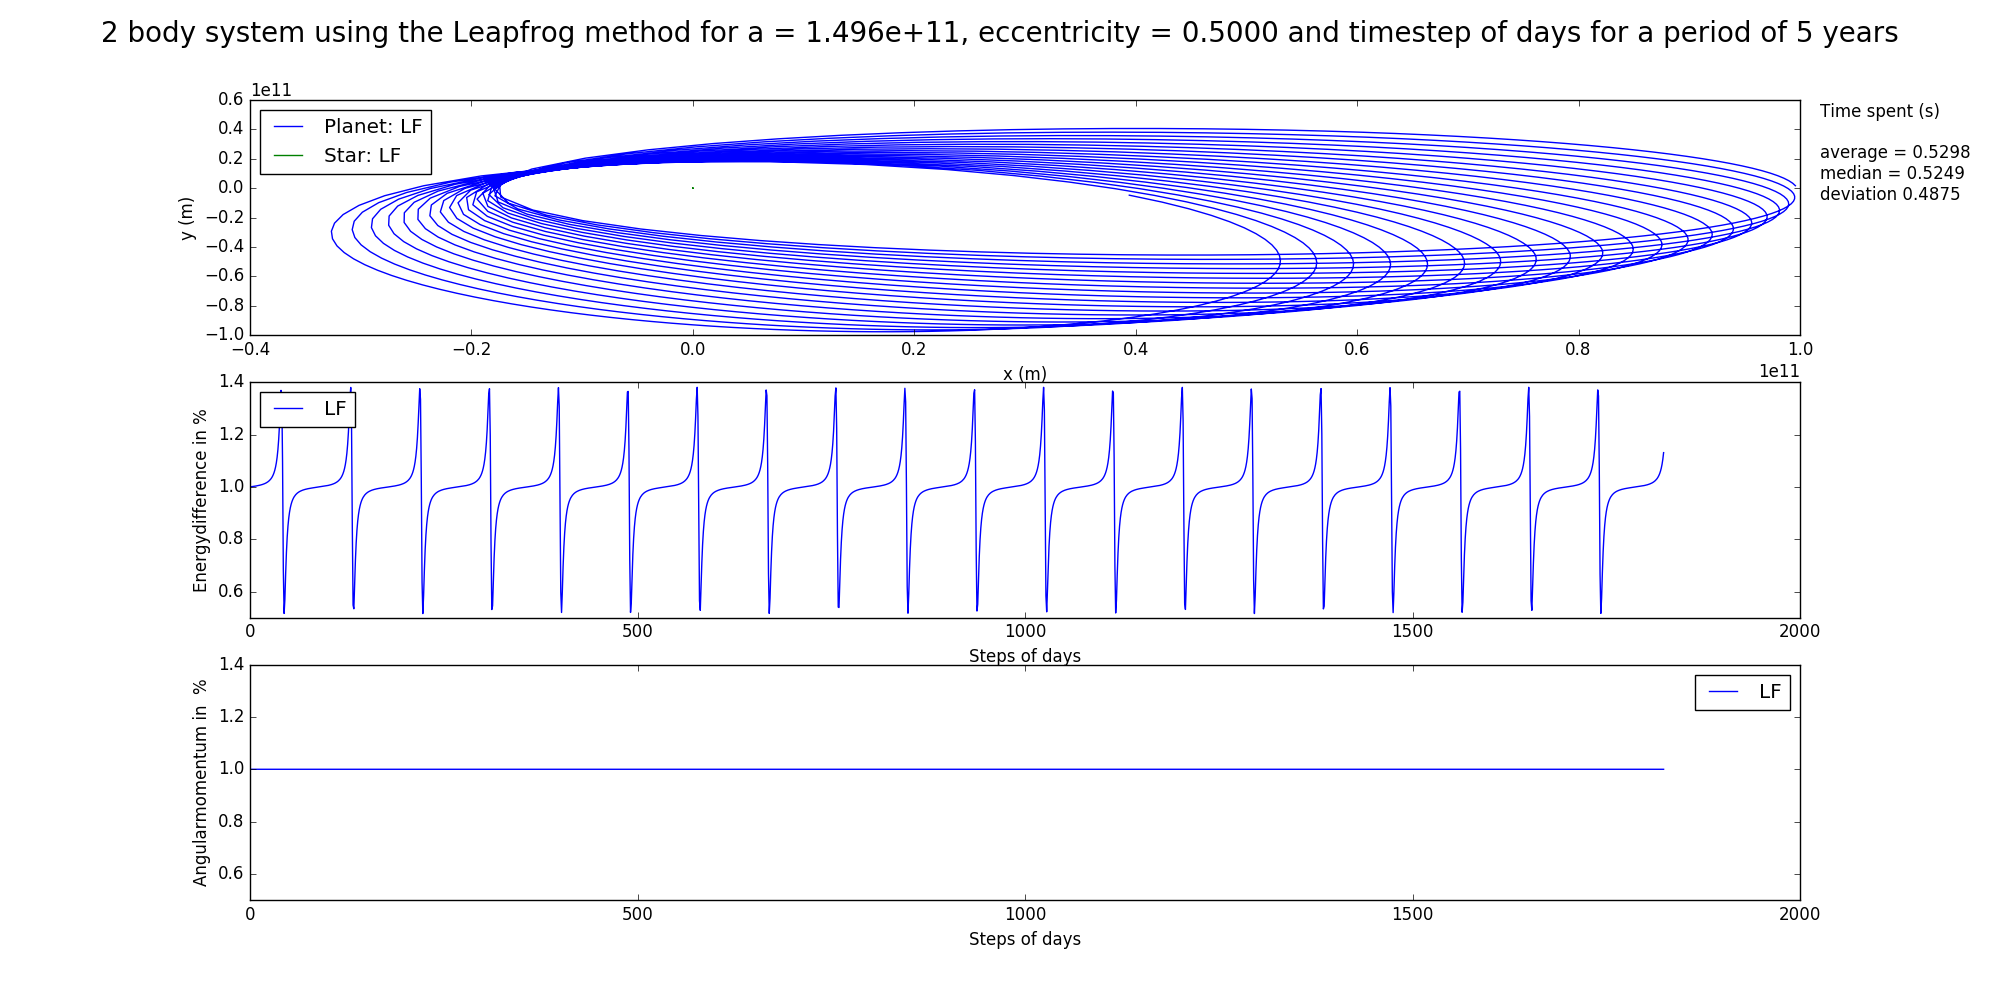 2 body system using the Leapfrog method for a = 1.496e+11, eccentricity = 0.5000 and timestep of days for a period of 5 years
1e11
0.6
0.4
0.2
0.0
−0.2
−0.4
−0.6
−0.8
−1.0
y (m)
Planet: LF
Star: LF
−0.4
−0.2
0.0
0.2
0.4
0.6
0.8
1.0
x (m)
1e11
Time spent (s)
average = 0.5298
median = 0.5249
deviation 0.4875
1.4
1.2
1.0
0.8
0.6
Energydifference in %
LF
0
500
1000
1500
2000
Steps of days
1.4
1.2
1.0
0.8
0.6
Angularmomentum in %
LF
0
500
1000
1500
2000
Steps of days